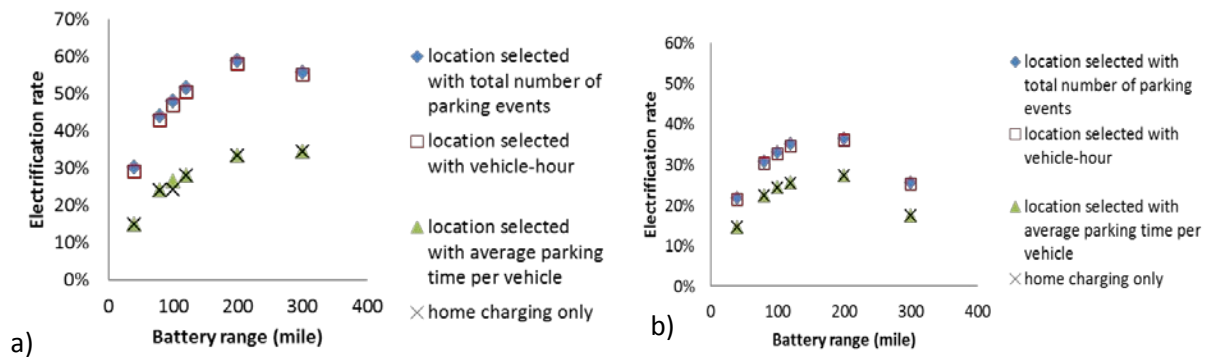 70%
60%
50%
40%
30%
20%
10%
0%
Electrification rate
0
100
200
300
400
Battery range (mile)
location selected
with total number of
parking events
location selected
with vehicle-hour
location selected
with average parking
time per vehicle
home charging only
a)
60%
50%
40%
30%
20%
10%
0%
Electrification rate
0
100
200
300
400
Battery range (mile)
location selected with
total number of parking
events
location selected with
vehicle-hour
location selected with
average parking time per
vehicle
home charging only
b)